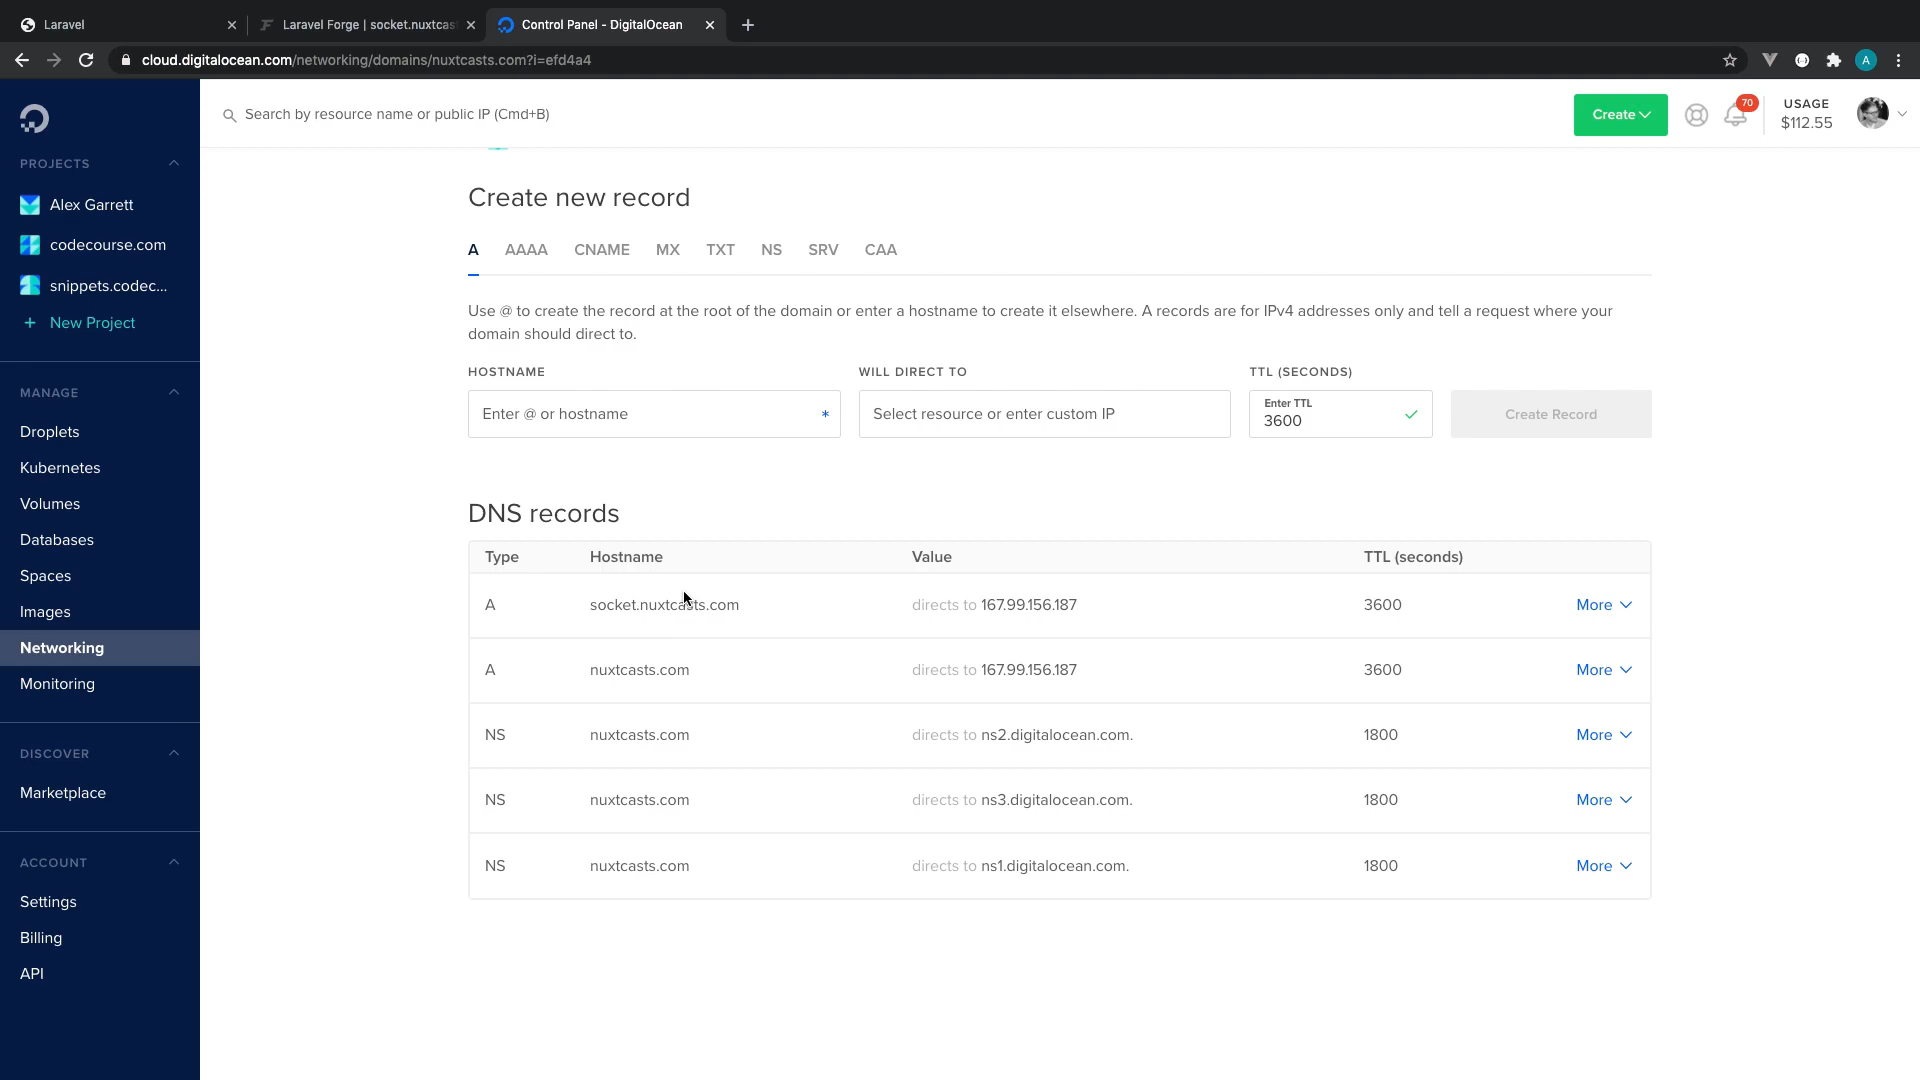 Laravel
Laravel Forge | socket.nuxtcas
Control Panel - DigitalOcean
cloud.digitalocean.com/networking/domains/nuxtcasts.com?i=efd4a4
A
Search by resource name or public IP (Cmd+B)
Create
70
USAGE
$112.55
PROJECTS
Alex Garrett
codecourse.com
snippets.codec...
+ New Project
MANAGE
Droplets
Kubernetes
Volumes
Databases
Spaces
Images
Networking
Monitoring
DISCOVER
Marketplace
ACCOUNT
Settings
Billing
API
Create new record
A AAAA CNAME MX TXT NS SRV CAA
Use @ to create the record at the root of the domain or enter a hostname to create it elsewhere. A records are for IPv4 addresses only and tell a request where your
domain should direct to.
HOSTNAME WILL DIRECT TO TTL (SECONDS)
Enter @ or hostname * Select resource or enter custom IP Enter TTL
3600
Create Record
DNS records
Type Hostname Value TTL (seconds)
A socket.nuxtcasts.com directs to 167.99.156.187 3600 More
A nuxtcasts.com directs to 167.99.156.187 3600 More
NS nuxtcasts.com directs to ns2.digitalocean.com. 1800 More
NS nuxtcasts.com directs to ns3.digitalocean.com. 1800 More
NS nuxtcasts.com directs to ns1.digitalocean.com. 1800 More